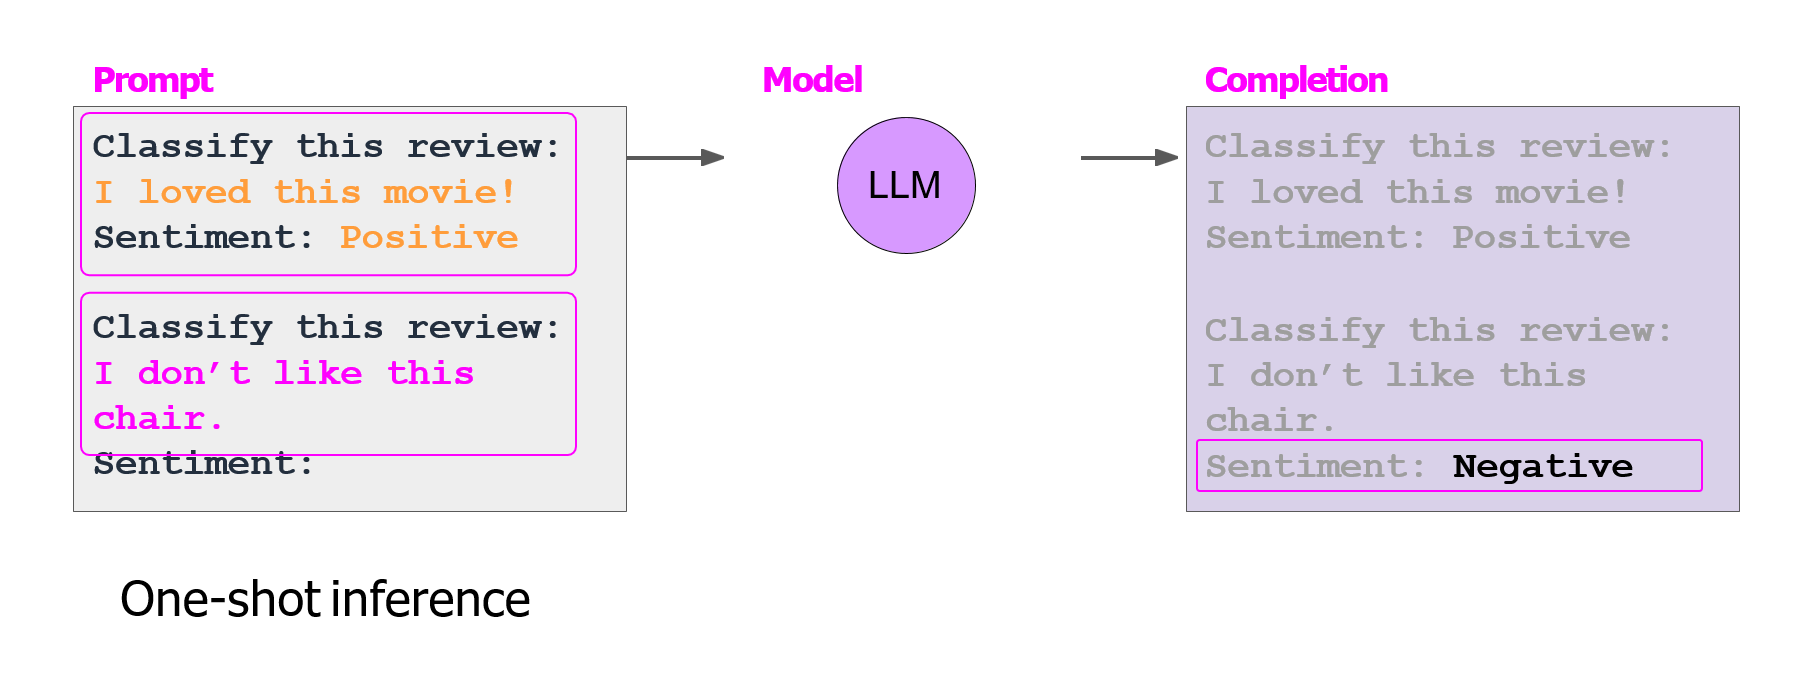 Prompt
Classify this review:
I loved this movie!
Sentiment: Positive
Classify this review:
I don’t like this
chair.
Sentiment:
Model
LLM
Completion
Classify this review:
I loved this movie!
Sentiment: Positive
Classify this review:
I don’t like this
chair.
Sentiment: Negative
One-shot inference